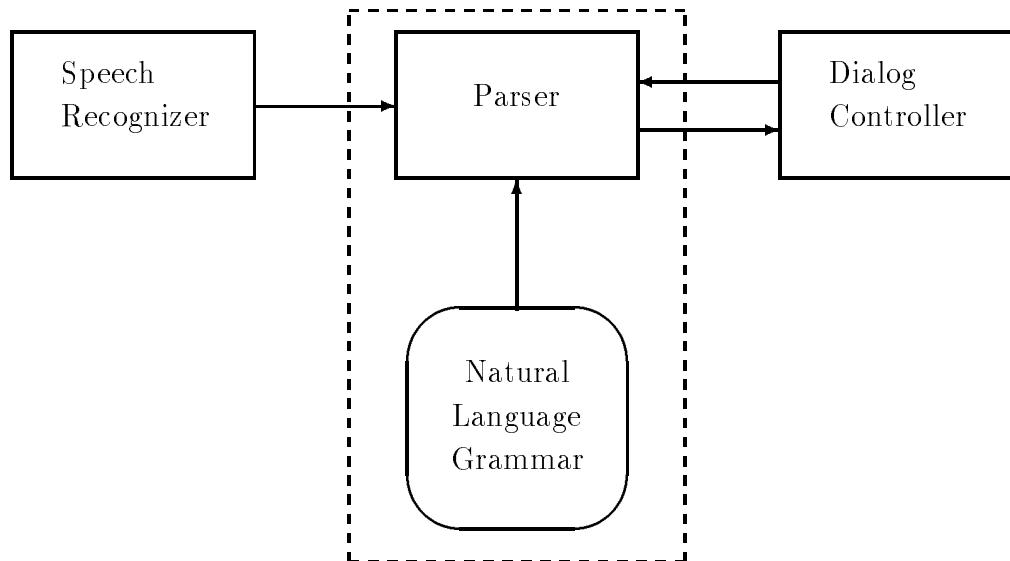 Speech
Recognizer
Parser
Dialog
Controller
Natural
Language
Grammar